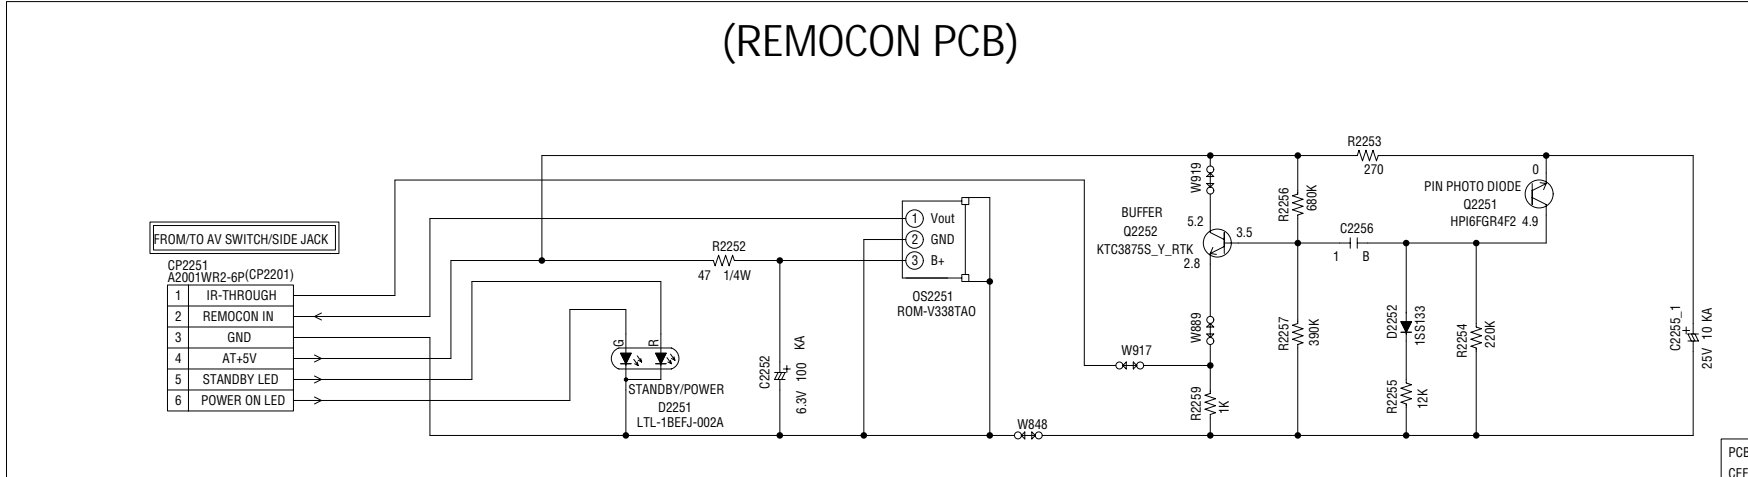 (REMOCON PCB)
FROM/TO AV SWITCH/SIDE JACK
CP2251
A2001WR2-6P(CP2201)
1 IR-THROUGH
2 REMOCON IN
3 GND
4 AT+5V
5 STANDBY LED
6 POWER ON LED
R2252
47 1/4W
G
R
STANDBY/POWER
D2251
LTL-1BEFJ-002A
C2252
+
6.3V 100 KA
1 Vout
2 GND
3 B+
OS2251
ROM-V338TAO
W848
W917
W919
BUFFER
Q2252
KTC3875S_Y_RTK
5.2
3.5
2.8
W889
R2259
1K
R2256
680K
R2257
390K
R2253
270
C2256
1 B
D2252
1SS133
R2255
12K
R2254
220K
PIN PHOTO DIODE
Q2251
HPI6FGR4F2
0
4.9
C2255_1
+
25V 10 KA
PCB